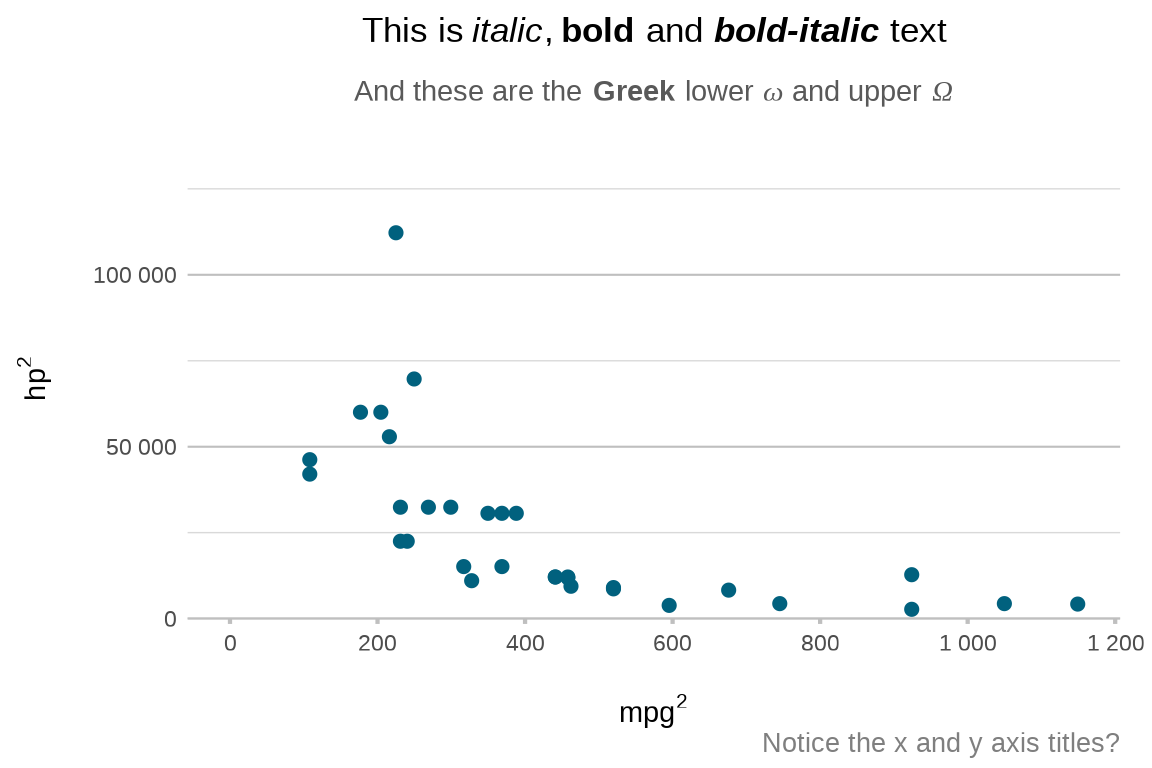 This is italic, bold and bold-italic text
And these are the Greek lower ω and upper Ω
100 000
50 000
0
hp²
0 200 400 600 800 1 000 1 200
mpg²
Notice the x and y axis titles?